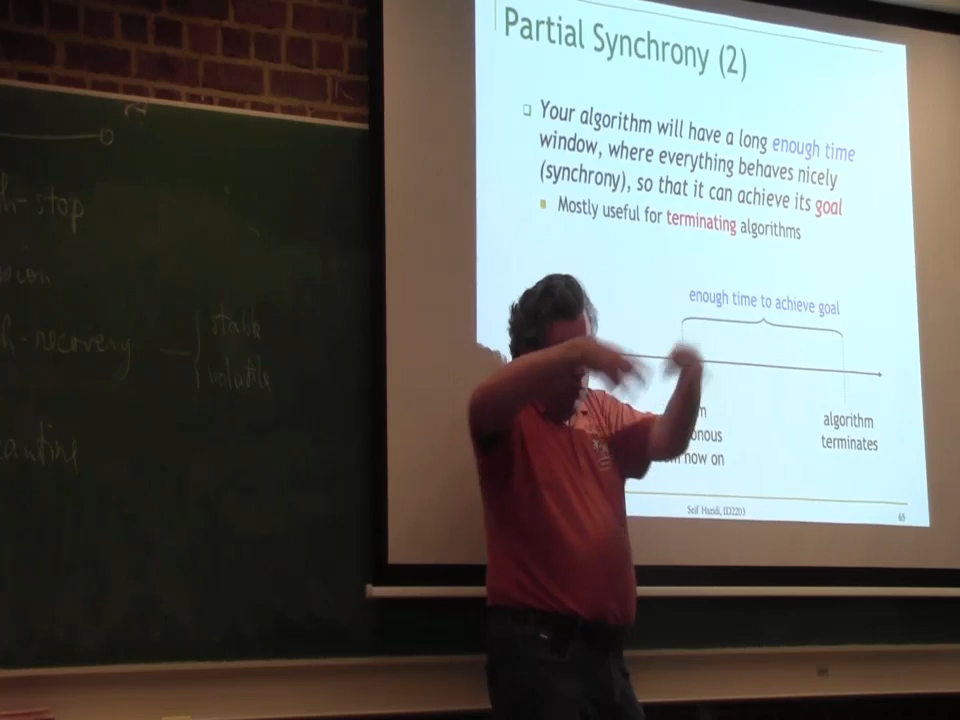 Partial Synchrony (2)
Your algorithm will have a long enough time
window, where everything behaves nicely
(synchrony), so that it can achieve its goal
Mostly useful for terminating algorithms
enough time to achieve goal
now on
algorithm
terminates
Seif Haridi, ID2203
65
h-stop
h-recovery
stable
volatile